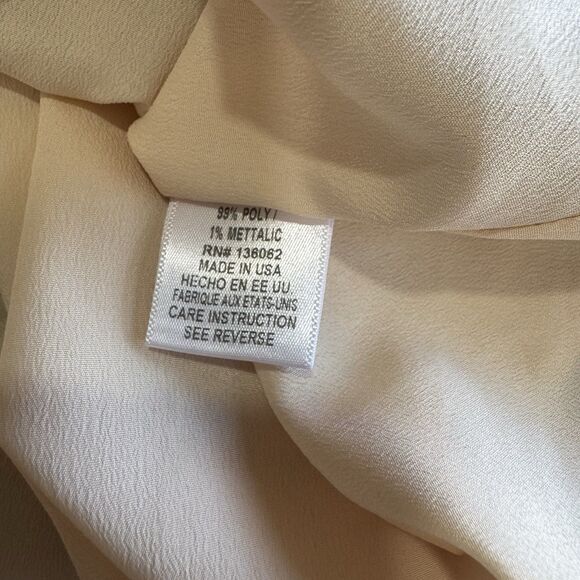 99% POLY/
1% METTALIC
RN# 136062
MADE IN USA
HECHO EN EE UU
FABRIQUE AUX ETATS-UNIS
CARE INSTRUCTION
SEE REVERSE